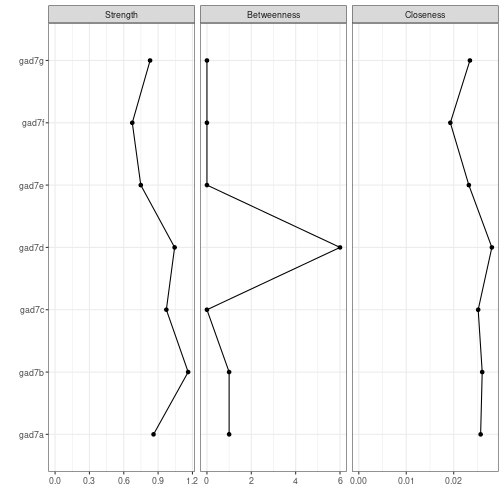 Strength Betweenness Closeness
gad7g
gad7f
gad7e
gad7d
gad7c
gad7b
gad7a
0.0 0.3 0.6 0.9 1.2 0 2 4 6 0.00 0.01 0.02